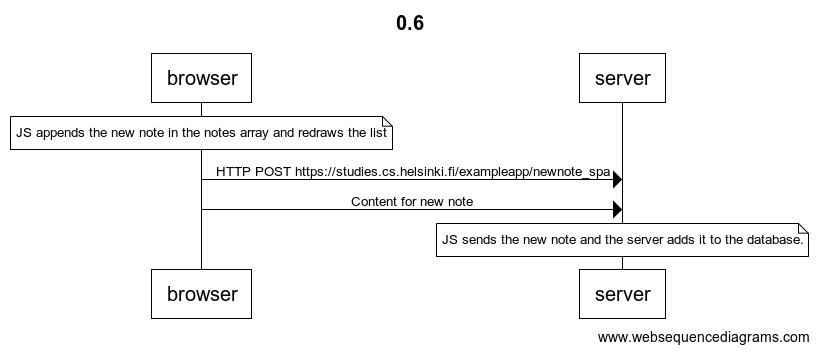 0.6
browser
server
JS appends the new note in the notes array and redraws the list
HTTP POST https://studies.cs.helsinki.fi/exampleapp/newnote_spa
Content for new note
JS sends the new note and the server adds it to the database.
browser
server
www.websequencediagrams.com